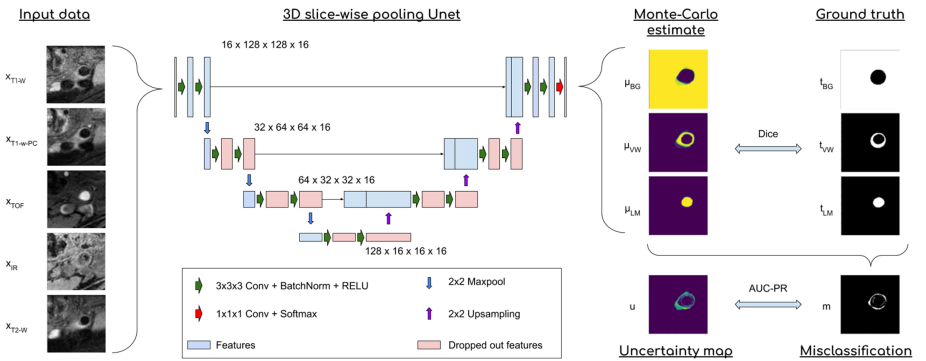 Input data
3D slice-wise pooling Unet
Monte-Carlo
estimate
Ground truth
16 x 128 x 128 x 16
32 x 64 x 64 x 16
64 x 32 x 32 x 16
128 x 16 x 16 x 16
x_T1-W
x_T1-w-PC
x_TOF
x_IR
x_T2-W
μ_BG
t_BG
μ_VW
Dice
t_VW
μ_LM
t_LM
u
AUC-PR
m
3x3x3 Conv + BatchNorm + RELU
2x2 Maxpool
1x1x1 Conv + Softmax
2x2 Upsampling
Features
Dropped out features
Uncertainty map
Misclassification